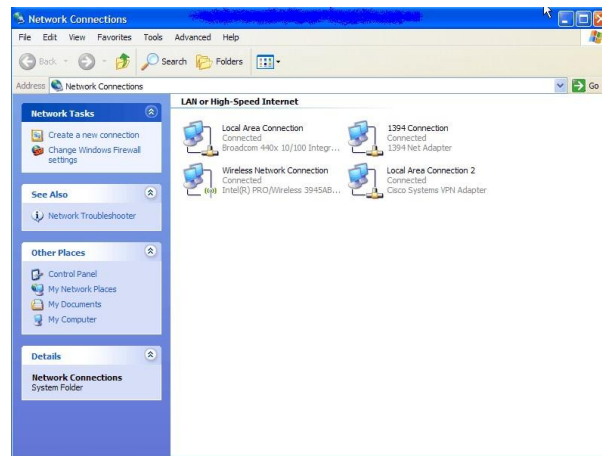 Network Connections
File Edit View Favorites Tools Advanced Help
Back Search Folders
Address Network Connections Go
Network Tasks
Create a new connection
Change Windows Firewall
settings
See Also
Network Troubleshooter
Other Places
Control Panel
My Network Places
My Documents
My Computer
Details
Network Connections
System Folder
LAN or High-Speed Internet
Local Area Connection
Connected
Broadcom 440x 10/100 Integr...
1394 Connection
Connected
1394 Net Adapter
Wireless Network Connection
Connected
Intel(R) PRO/Wireless 3945AB...
Local Area Connection 2
Connected
Cisco Systems VPN Adapter